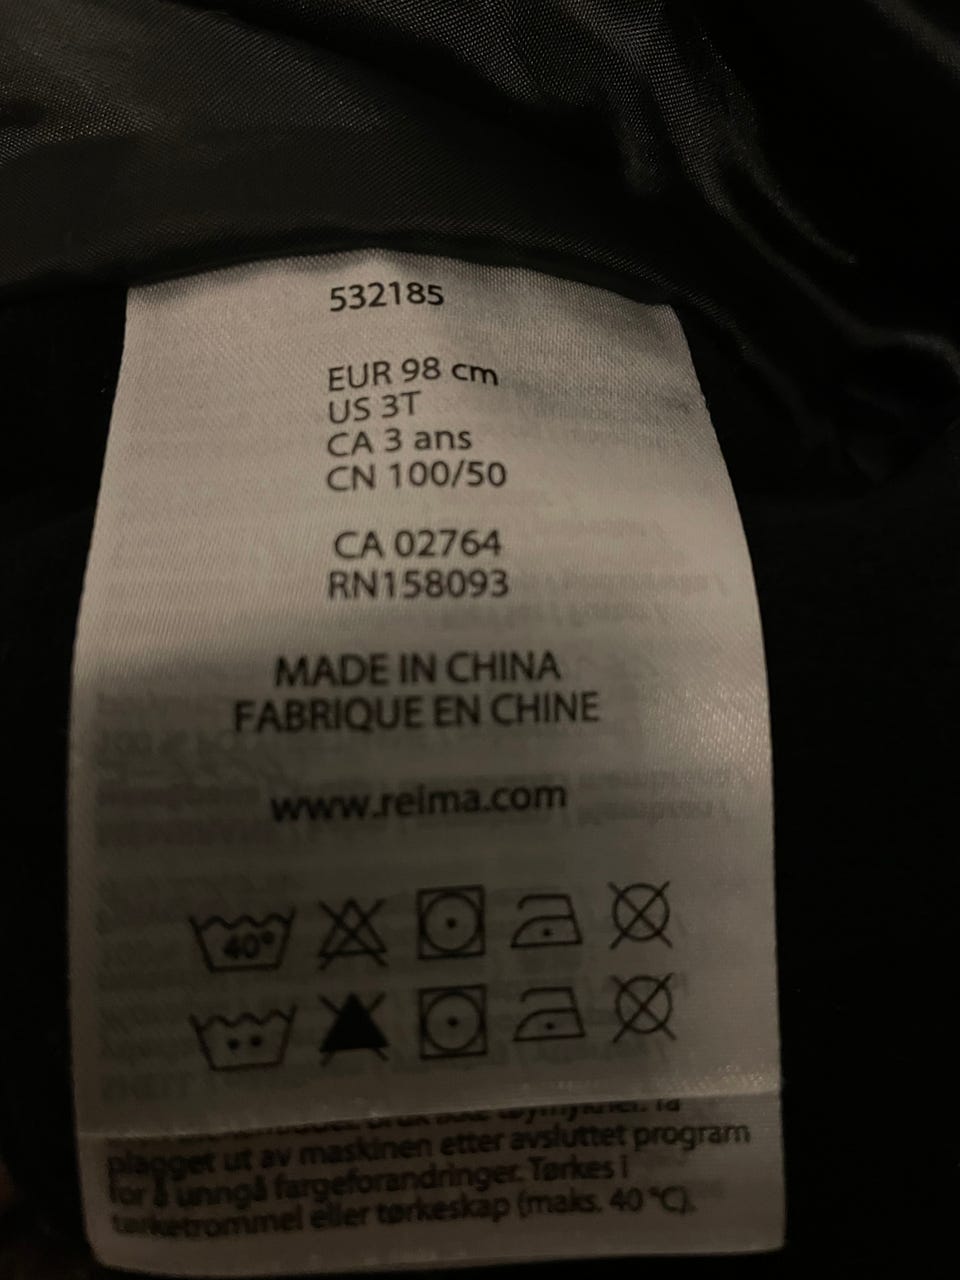 532185
EUR 98 cm
US 3T
CA 3 ans
CN 100/50
CA 02764
RN158093
MADE IN CHINA
FABRIQUE EN CHINE
www.reima.com
40°
plagget ut av maskinen etter avsluttet program
for å unngå fargeforandringer. Tørkes i
tørketrommel eller tørkeskap (maks. 40 °C).